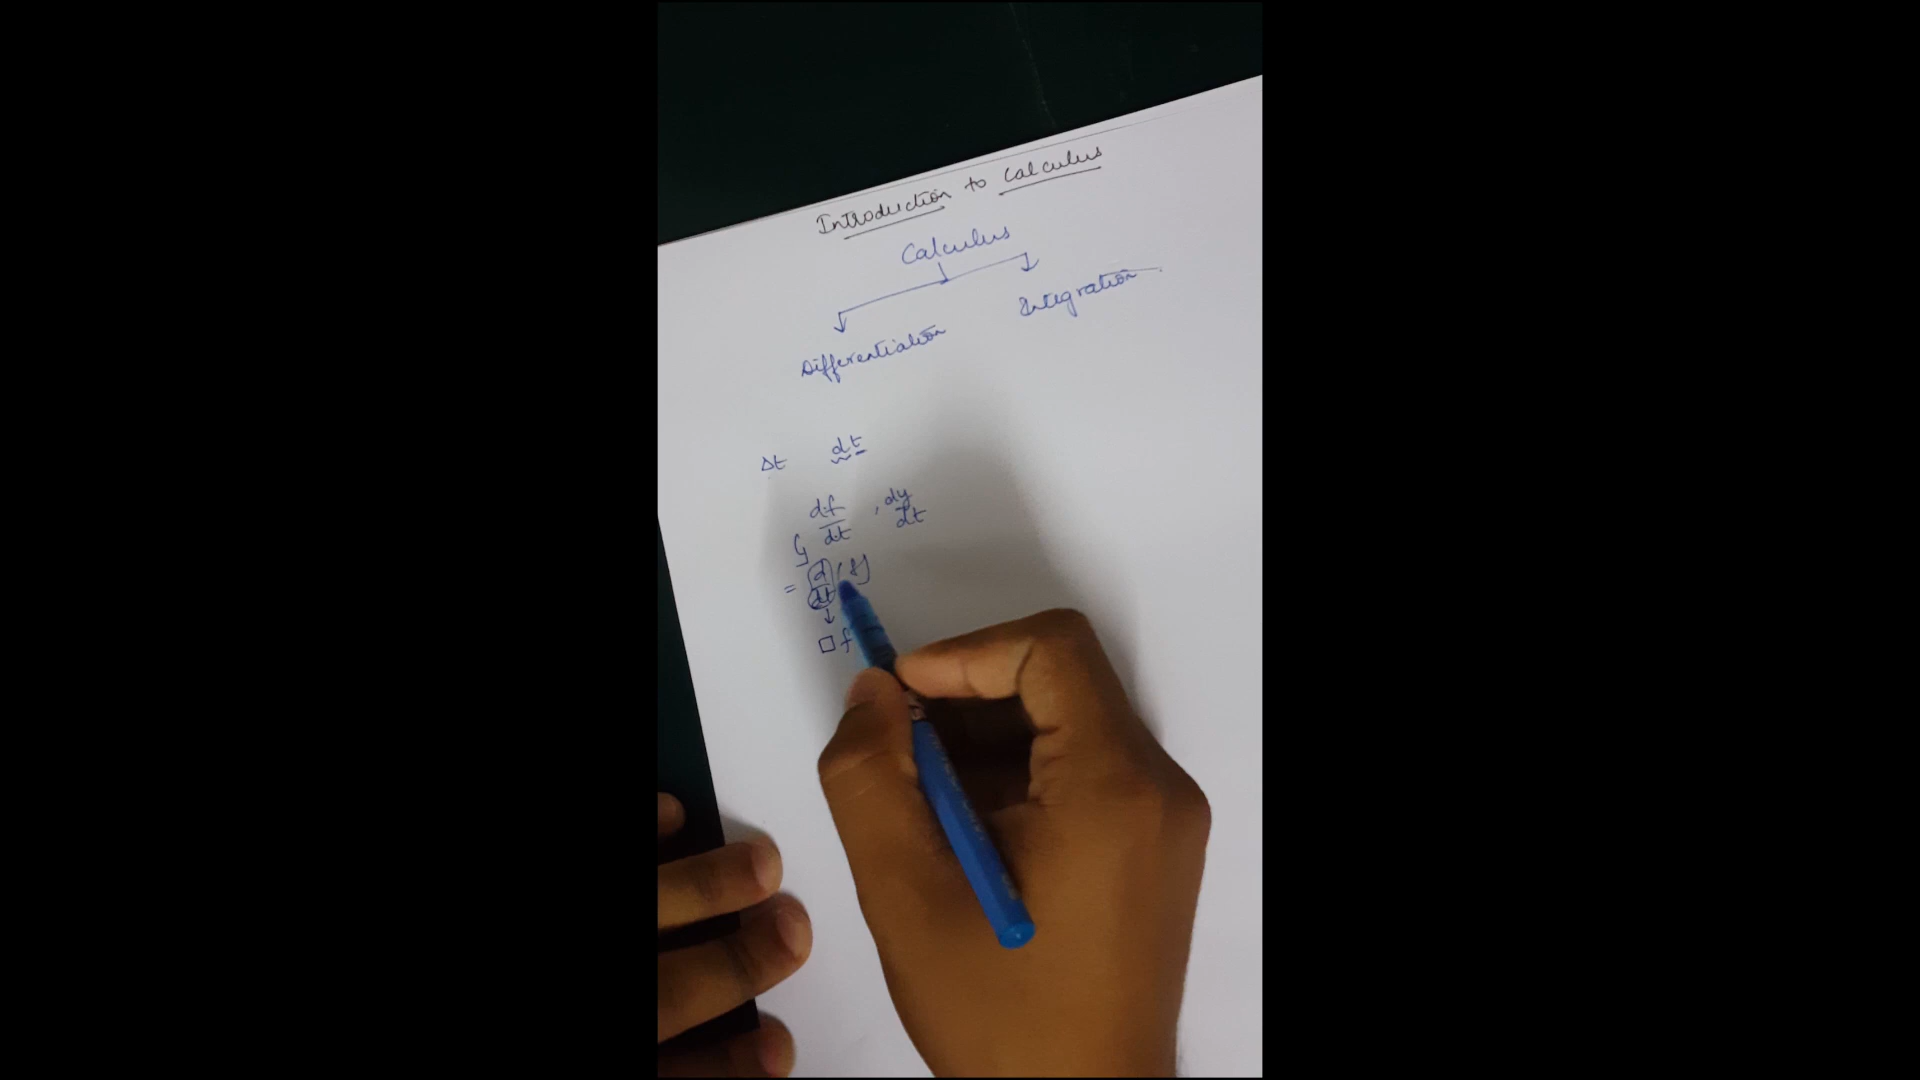 Introduction to Calculus
Calculus
Differentiation Integration
Δt dt
df/dt , dy/dt
= d/dt (f)
□ f